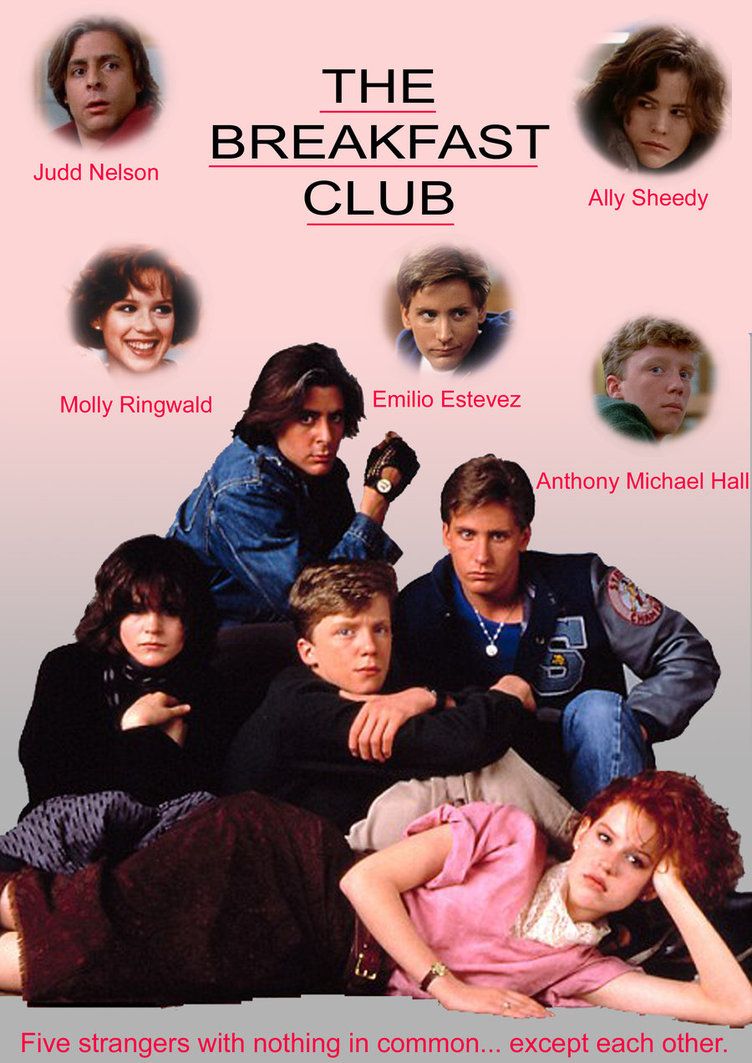 THE
BREAKFAST
CLUB
Judd Nelson
Ally Sheedy
Molly Ringwald
Emilio Estevez
Anthony Michael Hall
S
Five strangers with nothing in common... except each other.